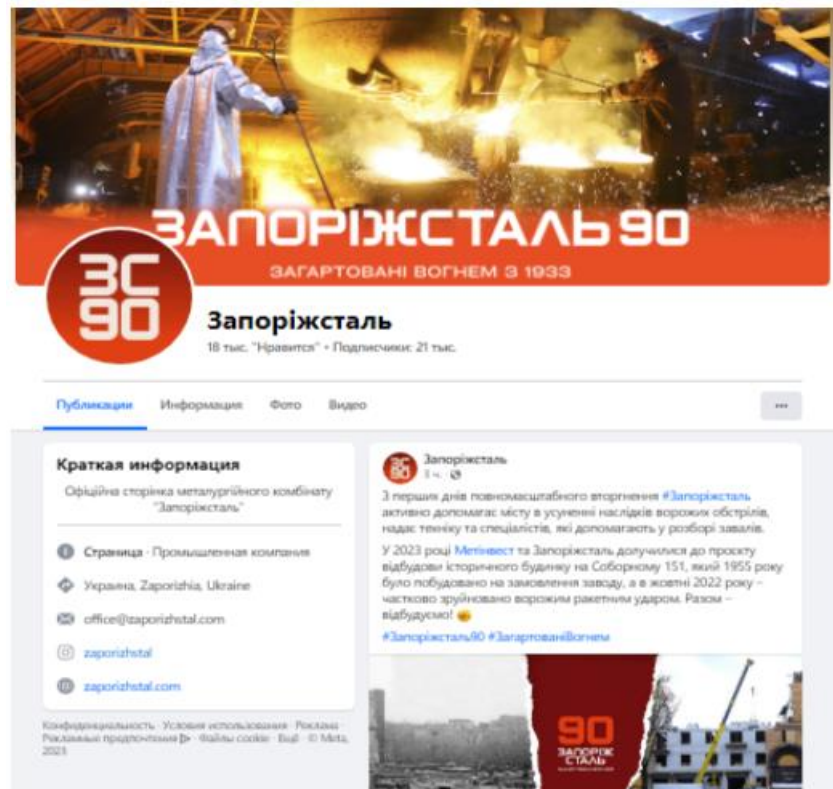 ЗАПОРІЖСТАЛЬ 90
ЗАГАРТОВАНІ ВОГНЕМ З 1933
ЗС
90
Запоріжсталь
18 тыс. "Нравится" • Подписчики: 21 тыс.
Публикации Информация Фото Видео
Краткая информация
Офіційна сторінка металургійного комбінату
"Запоріжсталь"
Страница · Промышленная компания
Украина, Zaporizhia, Ukraine
office@zaporizhstal.com
zaporizhstal
zaporizhstal.com
Конфиденциальность · Условия использования · Реклама ·
Рекламные предпочтения · Файлы cookie · Ещё · © Meta,
2023
ЗС
90
Запоріжсталь
З перших днів повномасштабного вторгнення #Запоріжсталь
активно допомагає місту в усуненні наслідків ворожих обстрілів,
надає техніку та спеціалістів, які допомагають у розборі завалів.
У 2023 році Метінвест та Запоріжсталь долучилися до проєкту
відбудови історичного будинку на Соборному 151, який 1955 року
було побудовано на замовлення заводу, а в жовтні 2022 року –
частково зруйновано ворожим ракетним ударом. Разом –
відбудуємо!
#Запоріжсталь90 #ЗагартованіВогнем
90
ЗАПОРІЖ
СТАЛЬ